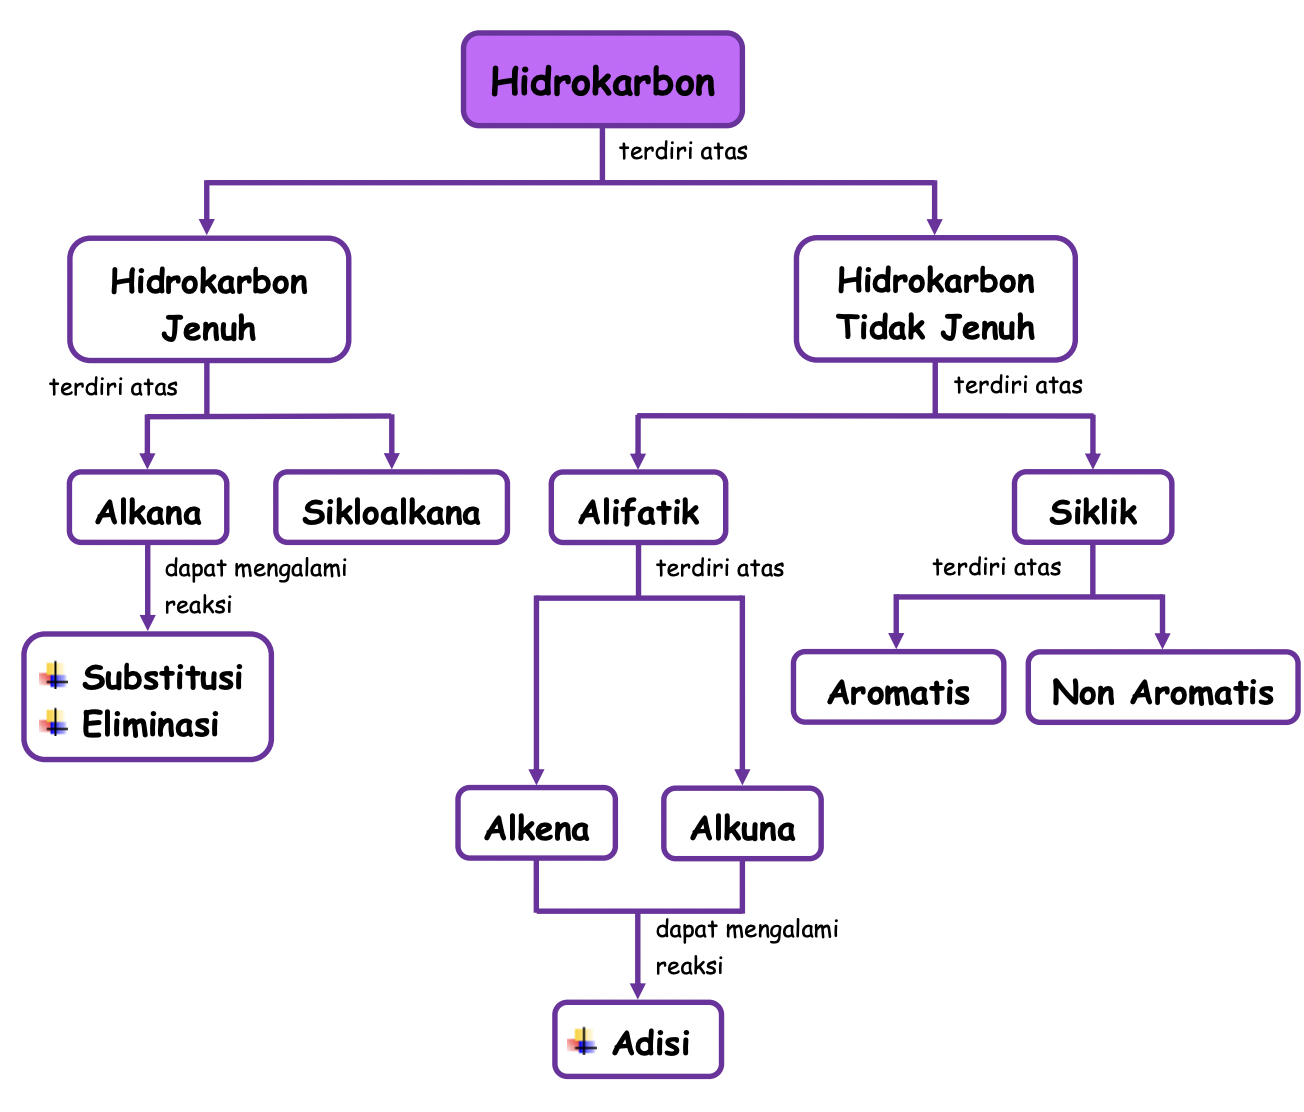 Hidrokarbon
terdiri atas
Hidrokarbon
Jenuh
Hidrokarbon
Tidak Jenuh
terdiri atas
terdiri atas
Alkana
Sikloalkana
Alifatik
Siklik
dapat mengalami
reaksi
terdiri atas
terdiri atas
Substitusi
Eliminasi
Aromatis
Non Aromatis
Alkena
Alkuna
dapat mengalami
reaksi
Adisi